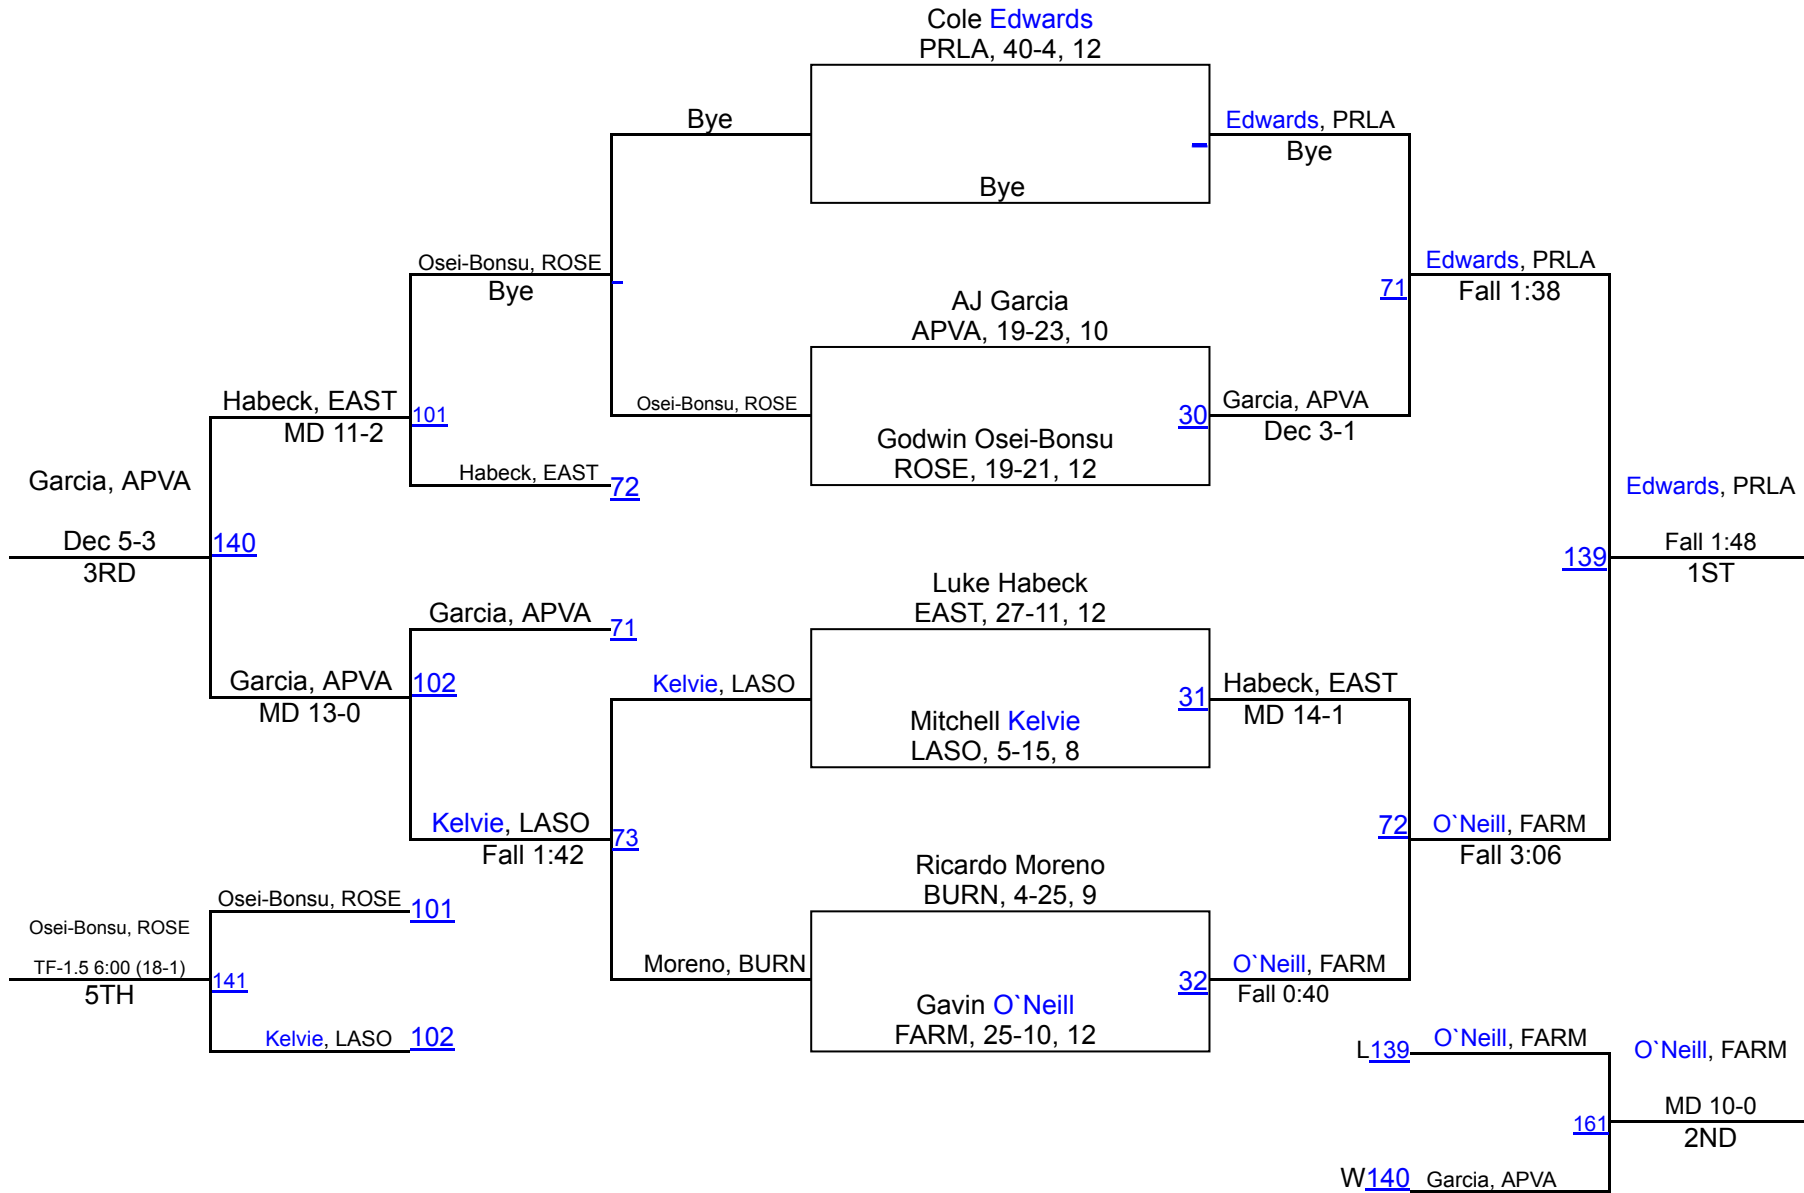 Cole Edwards
PRLA, 40-4, 12
Bye
Edwards, PRLA
Bye
Bye
Osei-Bonsu, ROSE
Bye
Edwards, PRLA
71
Fall 1:38
AJ Garcia
APVA, 19-23, 10
Habeck, EAST
101
MD 11-2
Osei-Bonsu, ROSE
30
Garcia, APVA
Dec 3-1
Godwin Osei-Bonsu
ROSE, 19-21, 12
Habeck, EAST
72
Garcia, APVA
Edwards, PRLA
Dec 5-3
140
3RD
139
Fall 1:48
1ST
Luke Habeck
EAST, 27-11, 12
Garcia, APVA
71
Garcia, APVA
102
MD 13-0
Kelvie, LASO
31
Habeck, EAST
MD 14-1
Mitchell Kelvie
LASO, 5-15, 8
Kelvie, LASO
73
Fall 1:42
72
O`Neill, FARM
Fall 3:06
Ricardo Moreno
BURN, 4-25, 9
Osei-Bonsu, ROSE
101
Osei-Bonsu, ROSE
TF-1.5 6:00 (18-1)
141
5TH
Moreno, BURN
32
O`Neill, FARM
Fall 0:40
Gavin O`Neill
FARM, 25-10, 12
Kelvie, LASO
102
L139
O`Neill, FARM
O`Neill, FARM
MD 10-0
161
2ND
W140
Garcia, APVA